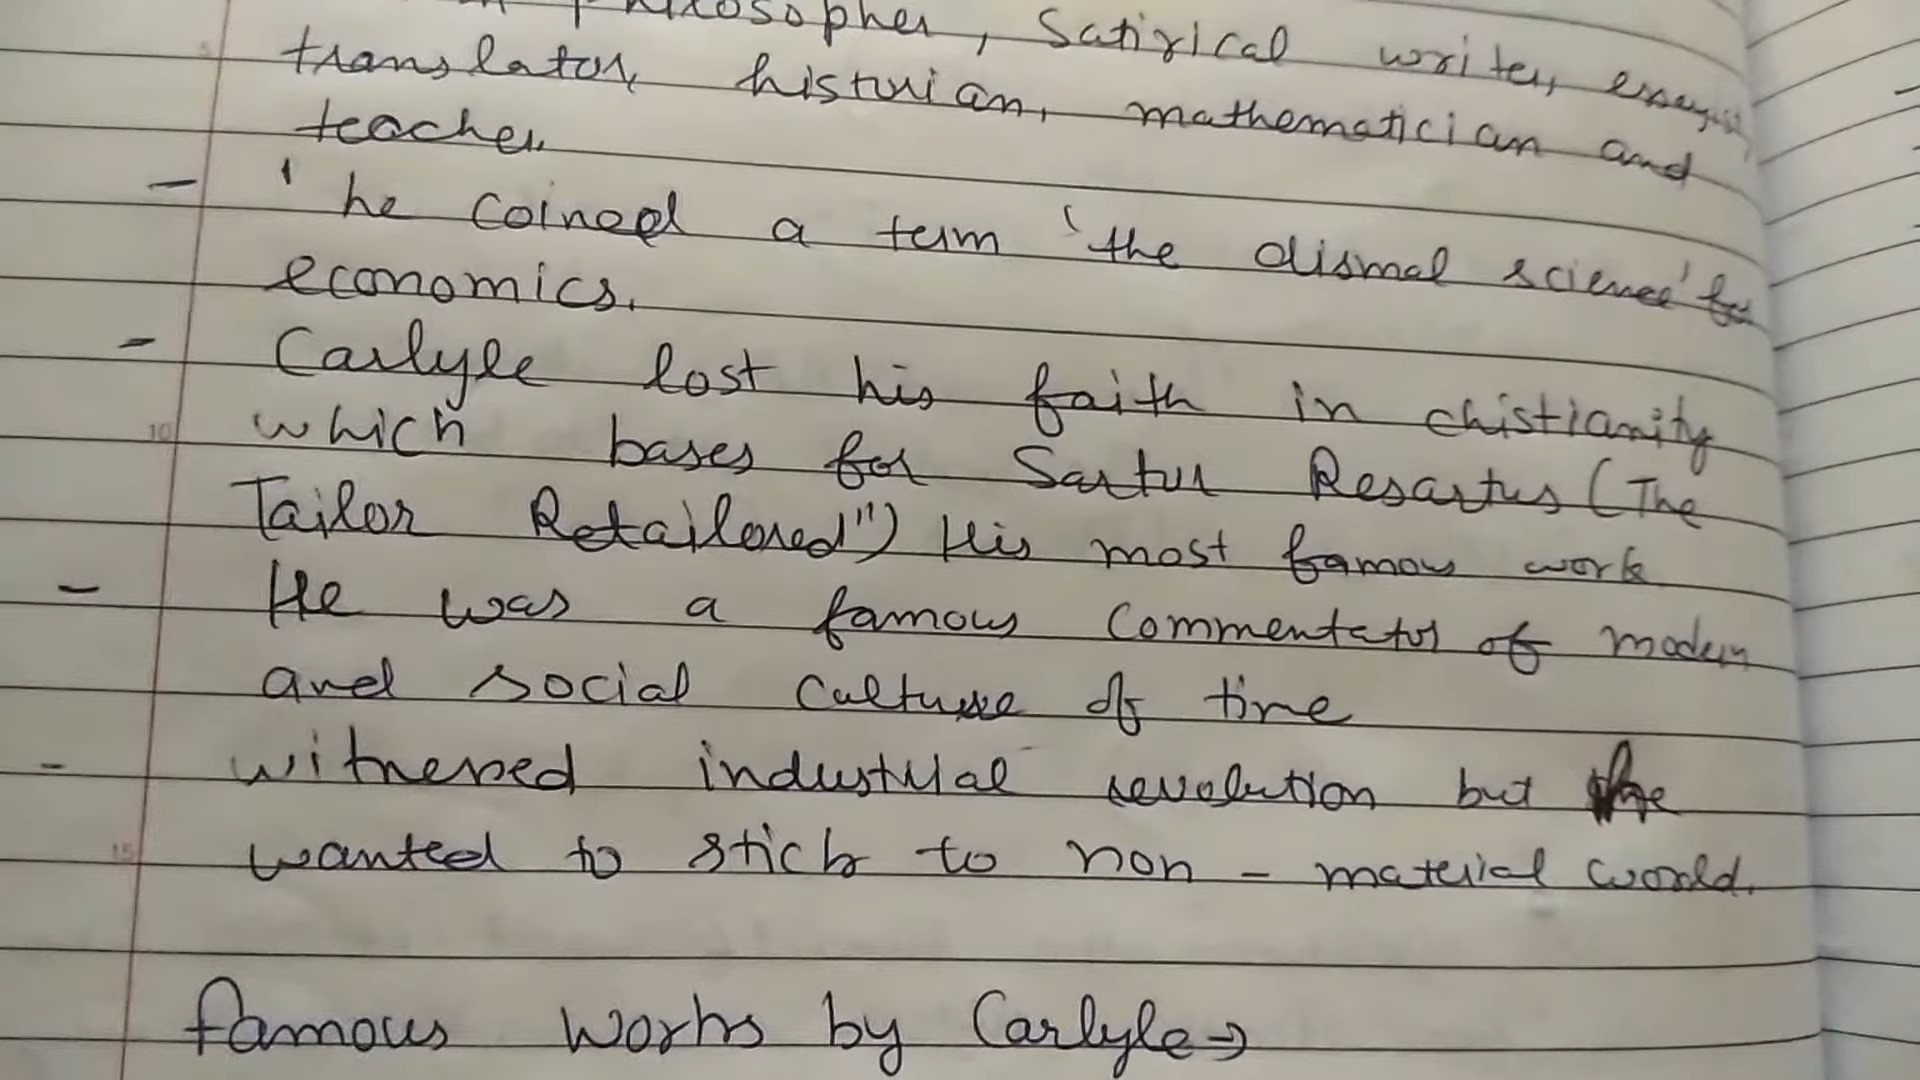 philosopher, Satirical writer, essayist,
translator, historian, mathematician and
teacher.
- ' he coined a term 'the dismal science' for
economics.
- Carlyle lost his faith in chistianity
which bases for Sartur Resartus (The
Tailor Retailored") His most famous work
- He was a famous Commentator of modern
and social culture of time
- witnessed industrial revolution but he
wanted to stick to non - material world.
famous works by Carlyle →